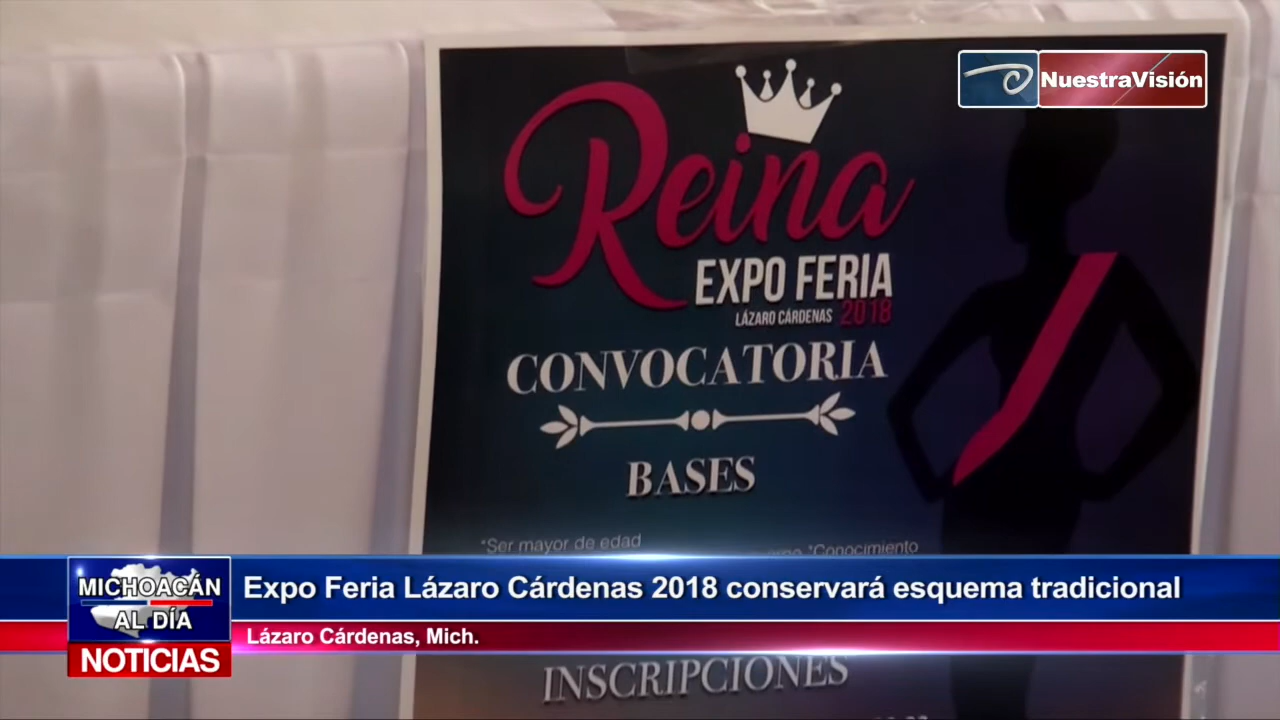 NuestraVisión
Reina
EXPO FERIA
LÁZARO CÁRDENAS 2018
CONVOCATORIA
BASES
*Ser mayor de edad
*Conocimiento
MICHOACÁN
AL DÍA
NOTICIAS
Expo Feria Lázaro Cárdenas 2018 conservará esquema tradicional
Lázaro Cárdenas, Mich.
INSCRIPCIONES